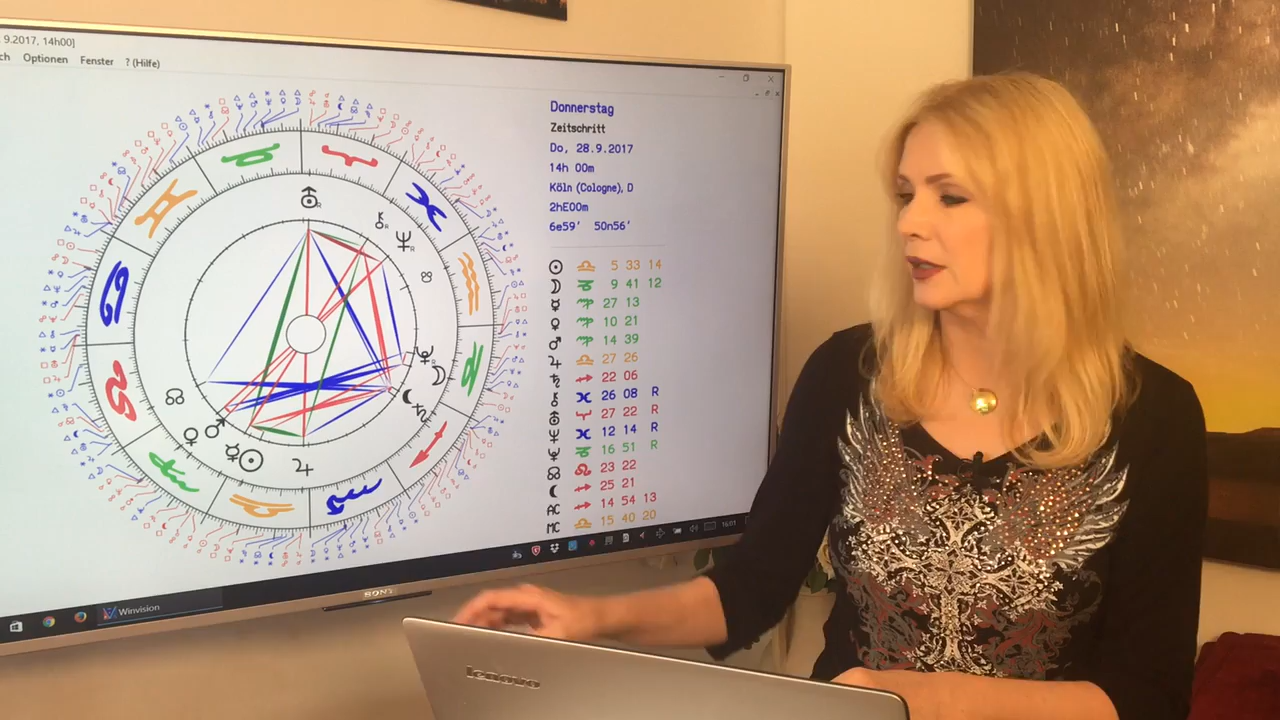 9.2017, 14h00]
ch Optionen Fenster ? (Hilfe)
Donnerstag
Zeitschritt
Do, 28.9.2017
14h 00m
Köln (Cologne), D
2hE00m
6e59' 50n56'
☉ ♎ 5 33 14
☽ ♑ 9 41 12
☿ ♍ 27 13
♀ ♍ 10 21
♂ ♍ 14 39
♃ ♎ 27 26
♄ ♐ 22 06
⚷ ♓ 26 08 R
⛢ ♈ 27 22 R
♆ ♓ 12 14 R
♇ ♑ 16 51 R
☊ ♌ 23 22
⚸ ♐ 25 21
AC ♐ 14 54 13
MC ♎ 15 40 20
16:01
SONY
Winvision
lenovo